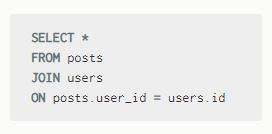 SELECT *
FROM posts
JOIN users
ON posts.user_id = users.id